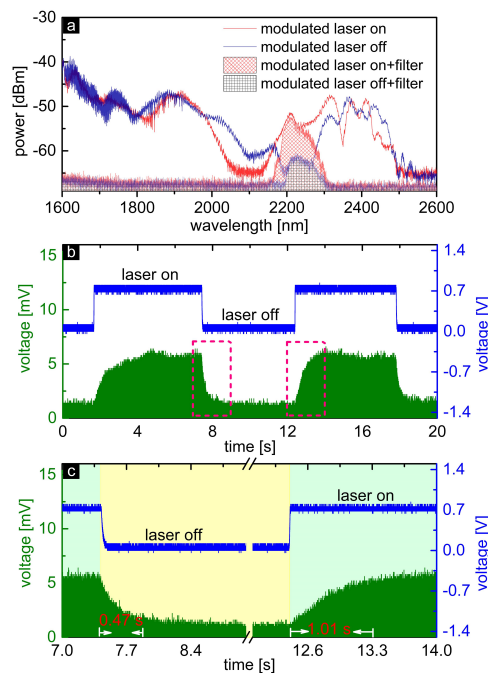 a
-30
-40
-50
-60
power [dBm]
modulated laser on
modulated laser off
modulated laser on+filter
modulated laser off+filter
1600 1800 2000 2200 2400 2600
wavelength [nm]
b
15
10
5
0
voltage [mV]
laser on
laser off
1.4
0.7
0.0
-0.7
-1.4
voltage [V]
0 4 8 12 16 20
time [s]
c
15
10
5
0
voltage [mV]
laser off
laser on
1.4
0.7
0.0
-0.7
-1.4
voltage [V]
0.47 s
1.01 s
7.0 7.7 8.4 12.6 13.3 14.0
time [s]